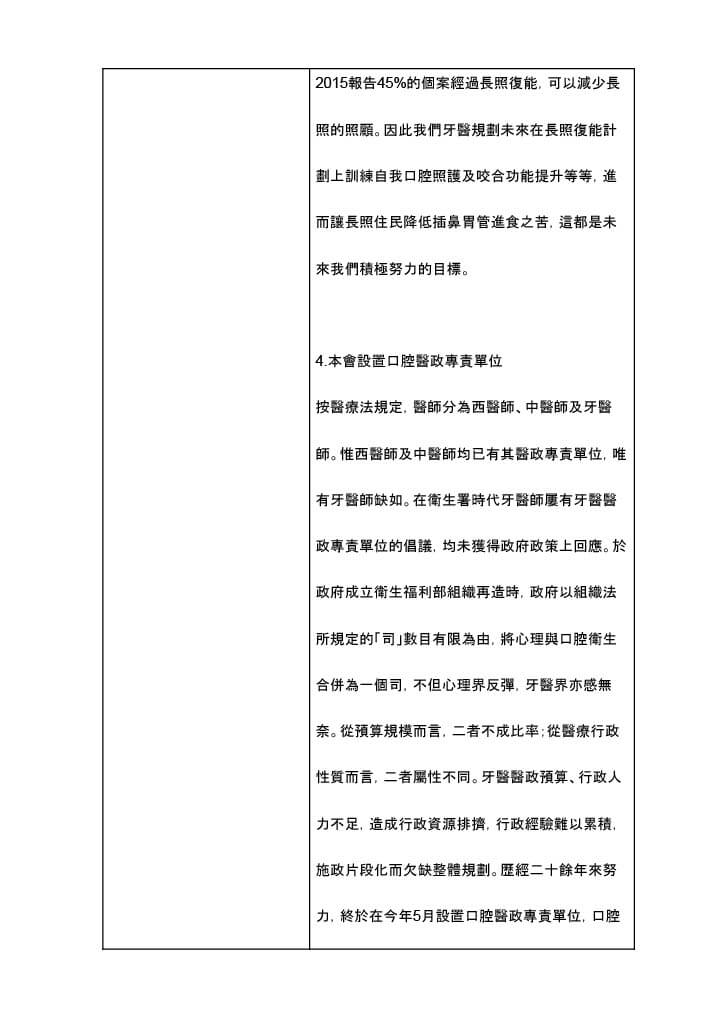 2015報告45%的個案經過長照復能，可以減少長
照的照顧。因此我們牙醫規劃未來在長照復能計
劃上訓練自我口腔照護及咬合功能提升等等，進
而讓長照住民降低插鼻胃管進食之苦，這都是未
來我們積極努力的目標。
4.本會設置口腔醫政專責單位
按醫療法規定，醫師分為西醫師、中醫師及牙醫
師。惟西醫師及中醫師均已有其醫政專責單位，唯
有牙醫師缺如。在衛生署時代牙醫師屢有牙醫醫
政專責單位的倡議，均未獲得政府政策上回應。於
政府成立衛生福利部組織再造時，政府以組織法
所規定的「司」數目有限為由，將心理與口腔衛生
合併為一個司，不但心理界反彈，牙醫界亦感無
奈。從預算規模而言，二者不成比率；從醫療行政
性質而言，二者屬性不同。牙醫醫政預算、行政人
力不足，造成行政資源排擠，行政經驗難以累積，
施政片段化而欠缺整體規劃。歷經二十餘年來努
力，終於在今年5月設置口腔醫政專責單位，口腔